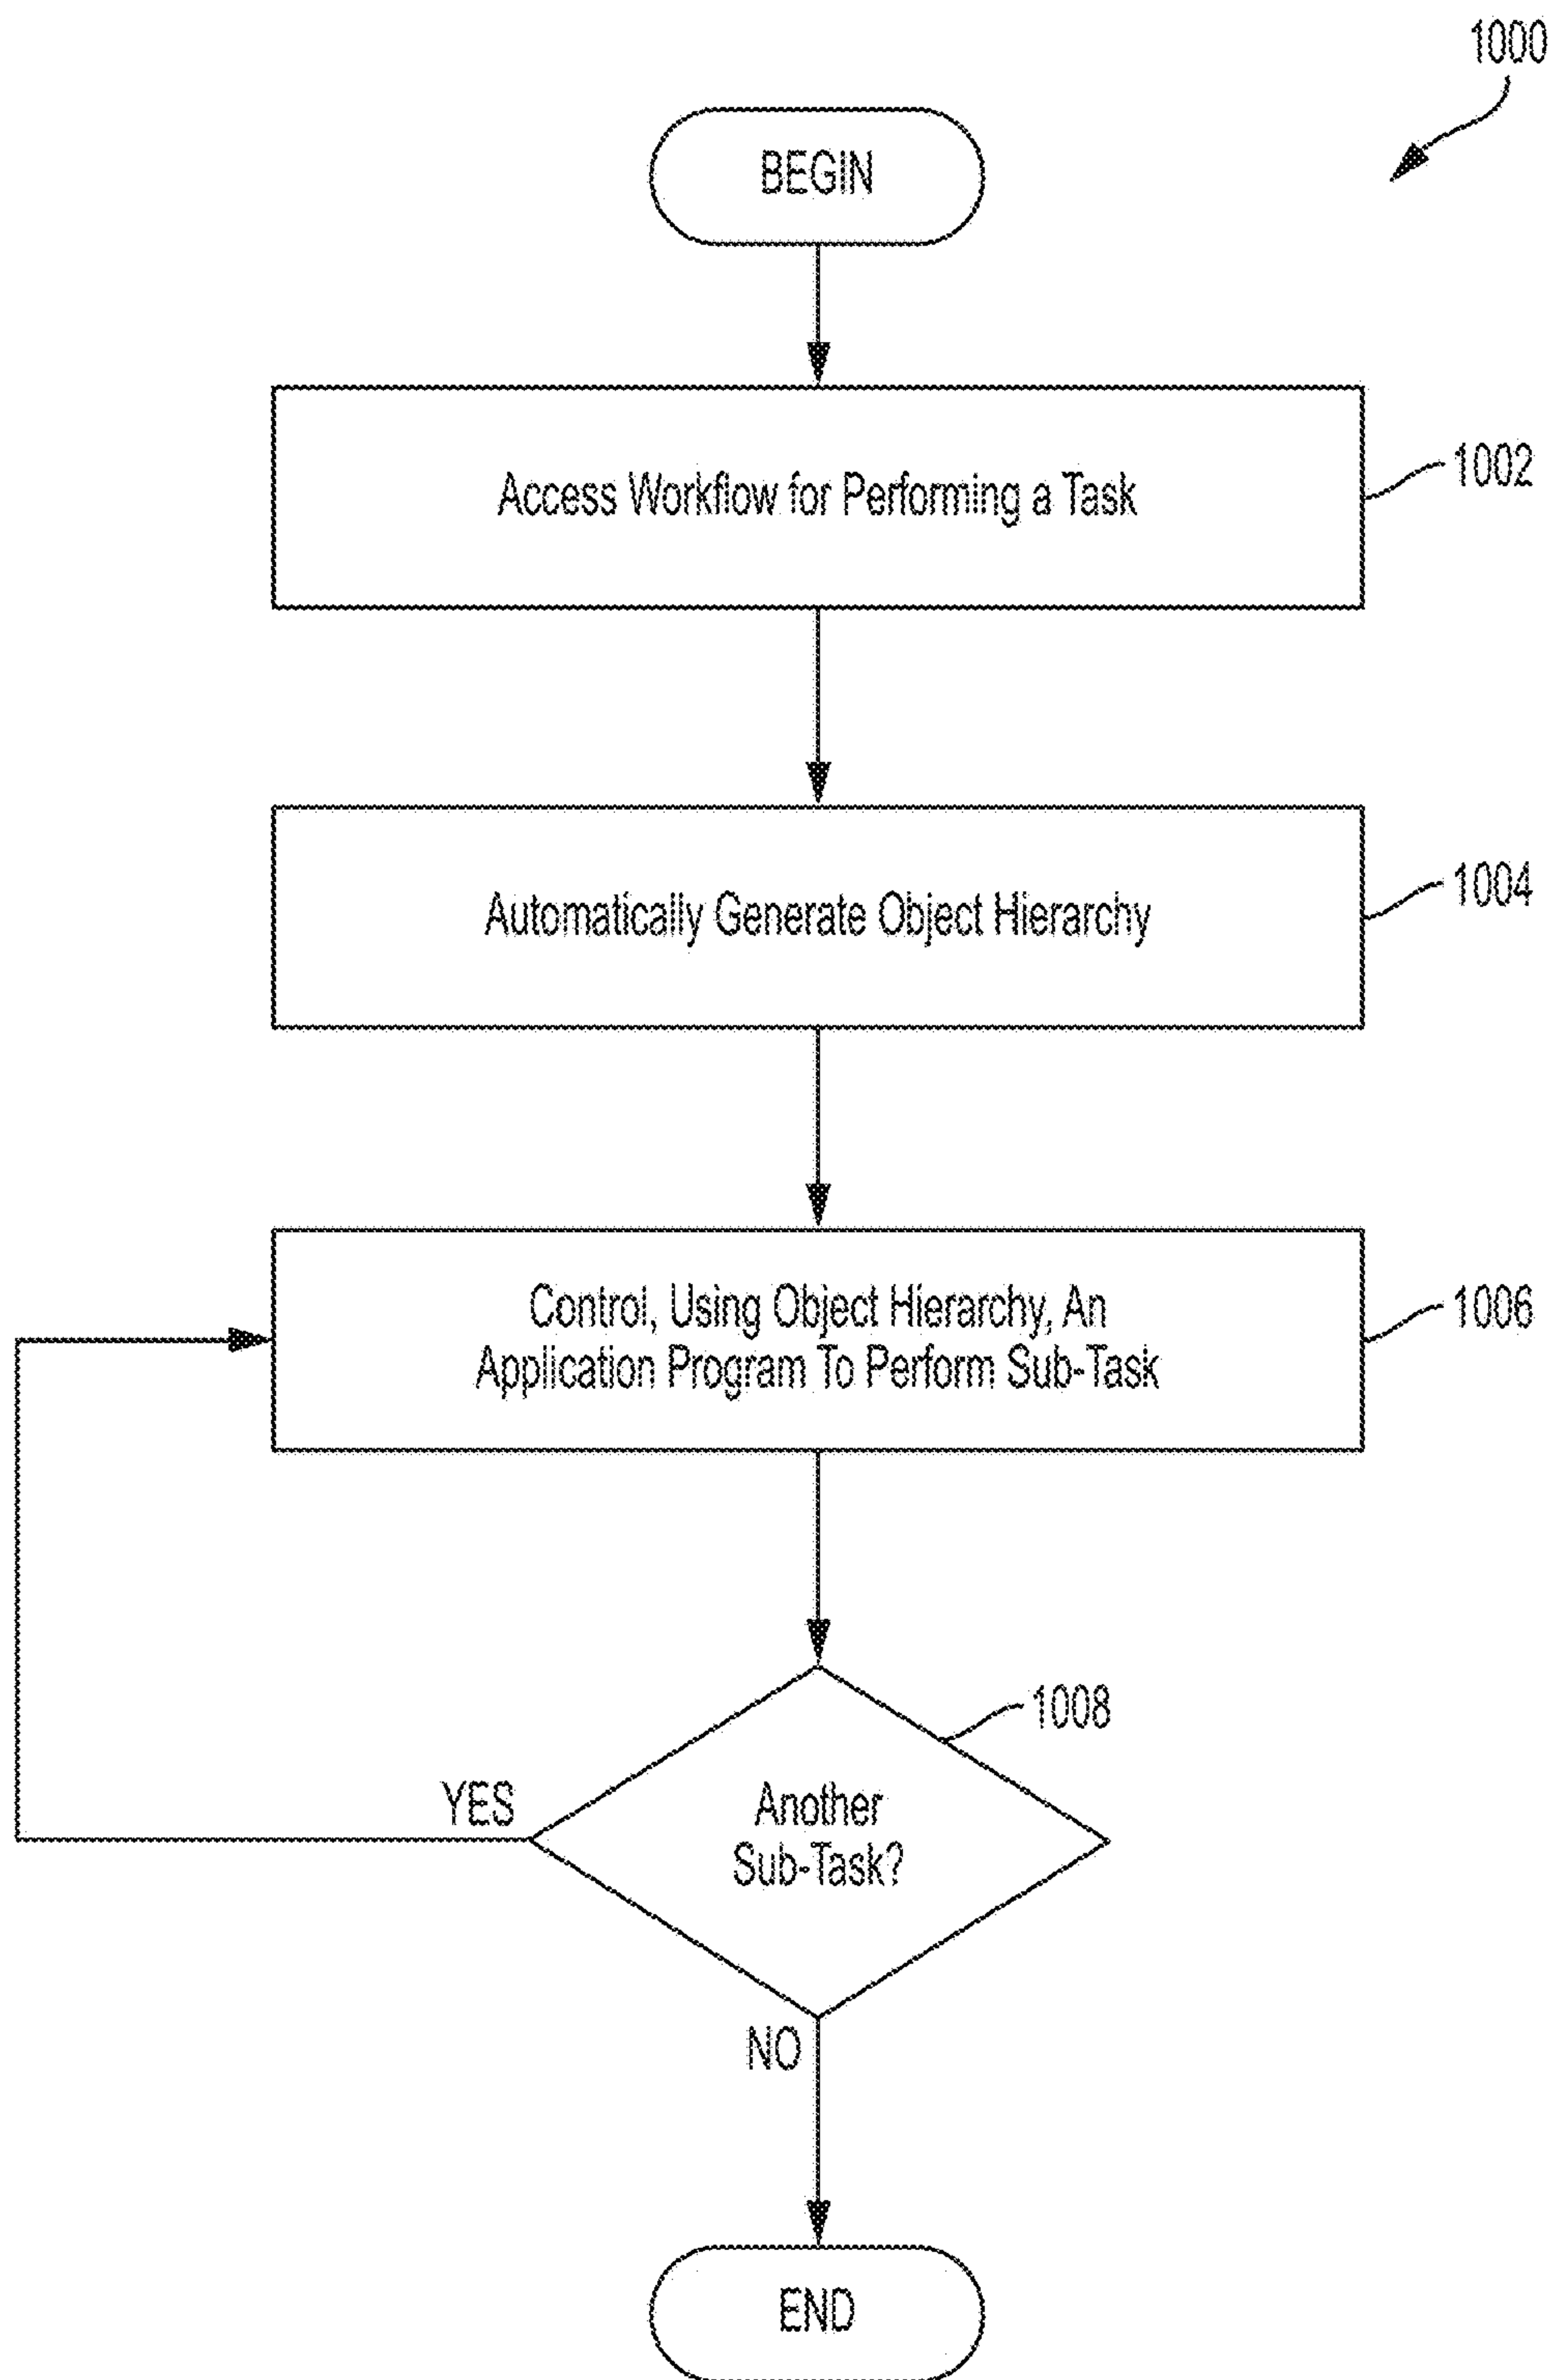 1000
BEGIN
Access Workflow for Performing a Task
1002
Automatically Generate Object Hierarchy
1004
Control, Using Object Hierarchy, An
Application Program To Perform Sub-Task
1006
1008
Another
Sub-Task?
YES
NO
END